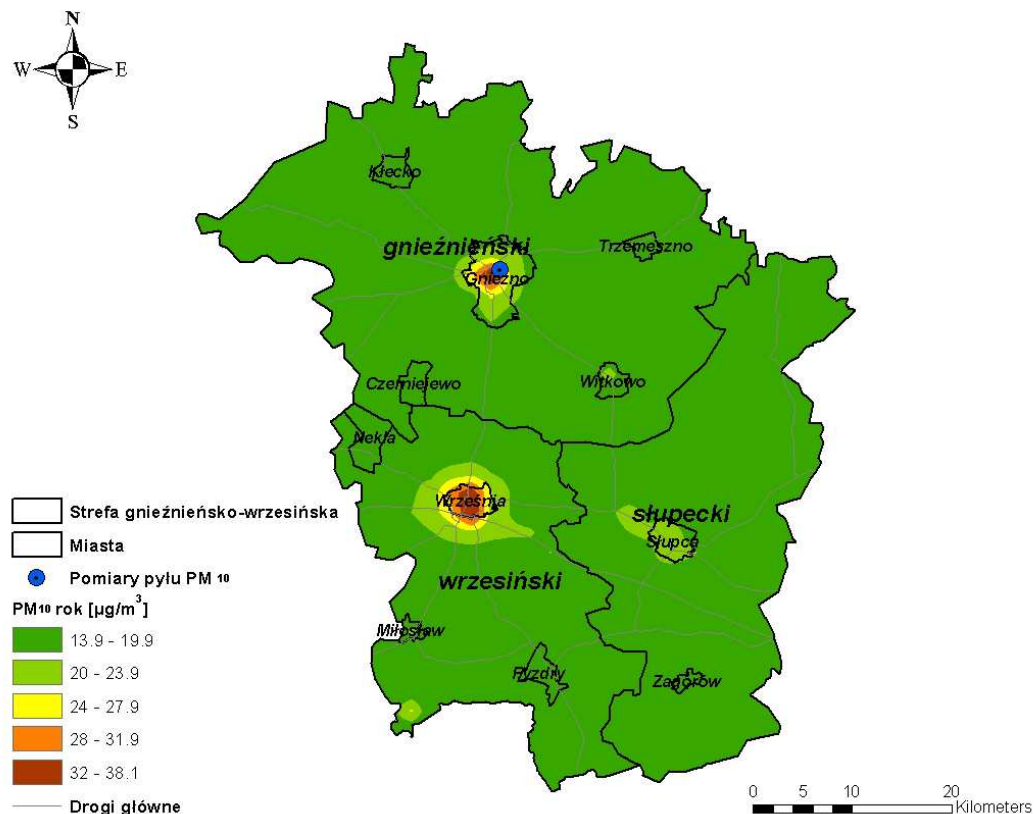 N
W E
S
Kłecko
gnieźnieński
Trzemeszno
Gniezno
Czerniejewo
Witkowo
Nekla
Września
słupecki
Słupca
wrzesiński
Miłosław
Pyzdry
Zagórów
Strefa gnieźnieńsko-wrzesińska
Miasta
Pomiary pyłu PM 10
PM10 rok [µg/m³]
13.9 - 19.9
20 - 23.9
24 - 27.9
28 - 31.9
32 - 38.1
Drogi główne
0 5 10 20
Kilometers